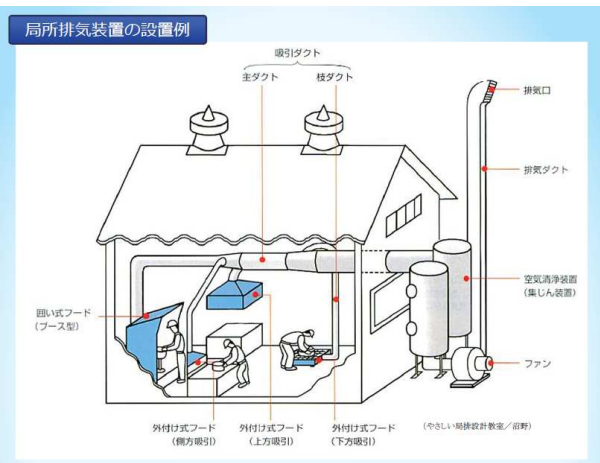 局所排気装置の設置例
吸引ダクト
主ダクト
枝ダクト
排気口
排気ダクト
空気清浄装置
(集じん装置)
囲い式フード
(ブース型)
ファン
外付け式フード
(側方吸引)
外付け式フード
(上方吸引)
外付け式フード
(下方吸引)
(やさしい局排設計教室/沼野)